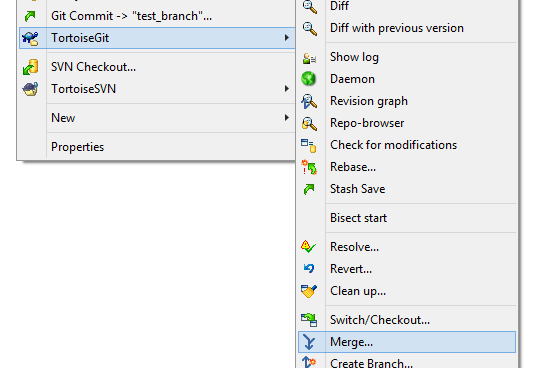 Git Commit -> "test_branch"...
TortoiseGit
SVN Checkout...
TortoiseSVN
New
Properties
Diff
Diff with previous version
Show log
Daemon
Revision graph
Repo-browser
Check for modifications
Rebase...
Stash Save
Bisect start
Resolve...
Revert...
Clean up...
Switch/Checkout...
Merge...
Create Branch...